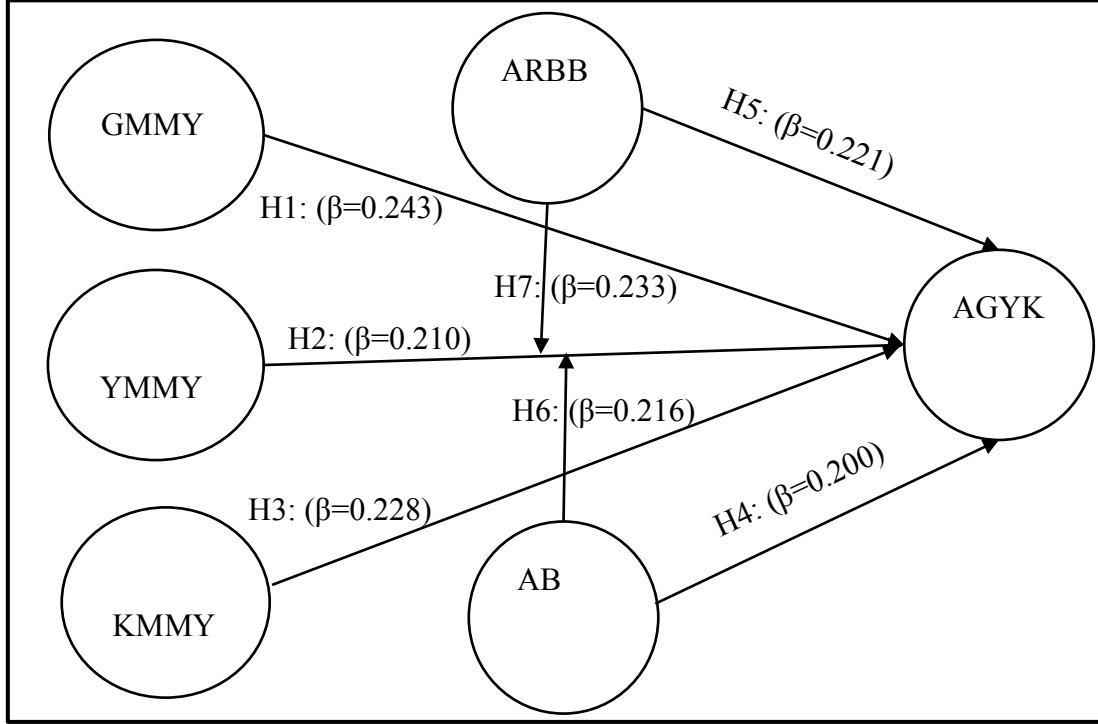 ARBB
GMMY
H5: (β=0.221)
H1: (β=0.243)
H7: (β=0.233)
AGYK
H2: (β=0.210)
YMMY
H6: (β=0.216)
H3: (β=0.228)
H4: (β=0.200)
AB
KMMY